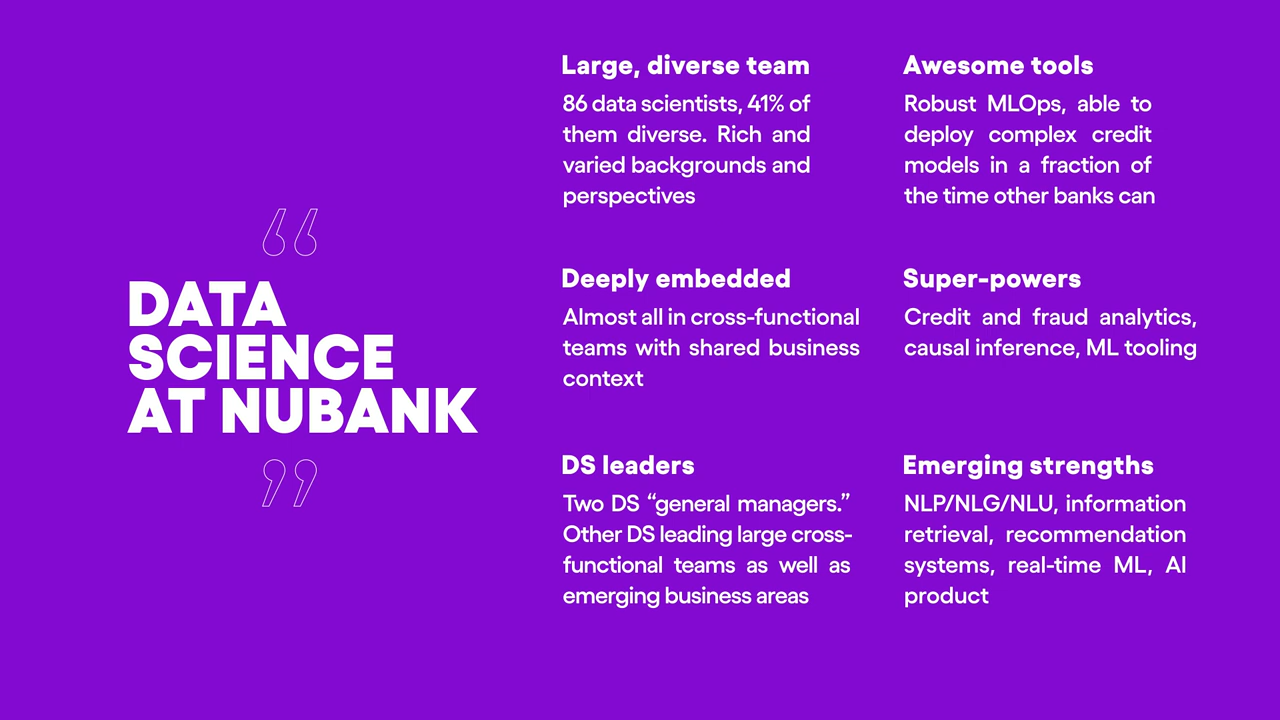 “
DATA
SCIENCE
AT NUBANK
”
Large, diverse team
86 data scientists, 41% of
them diverse. Rich and
varied backgrounds and
perspectives
Awesome tools
Robust MLOps, able to
deploy complex credit
models in a fraction of
the time other banks can
Deeply embedded
Almost all in cross-functional
teams with shared business
context
Super-powers
Credit and fraud analytics,
causal inference, ML tooling
DS leaders
Two DS “general managers.”
Other DS leading large cross-
functional teams as well as
emerging business areas
Emerging strengths
NLP/NLG/NLU, information
retrieval, recommendation
systems, real-time ML, AI
product